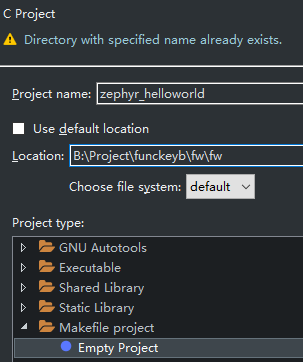 C Project
Directory with specified name already exists.
Project name: zephyr_helloworld
Use default location
Location: B:\Project\funckeyb\fw\fw
Choose file system: default
Project type:
GNU Autotools
Executable
Shared Library
Static Library
Makefile project
Empty Project